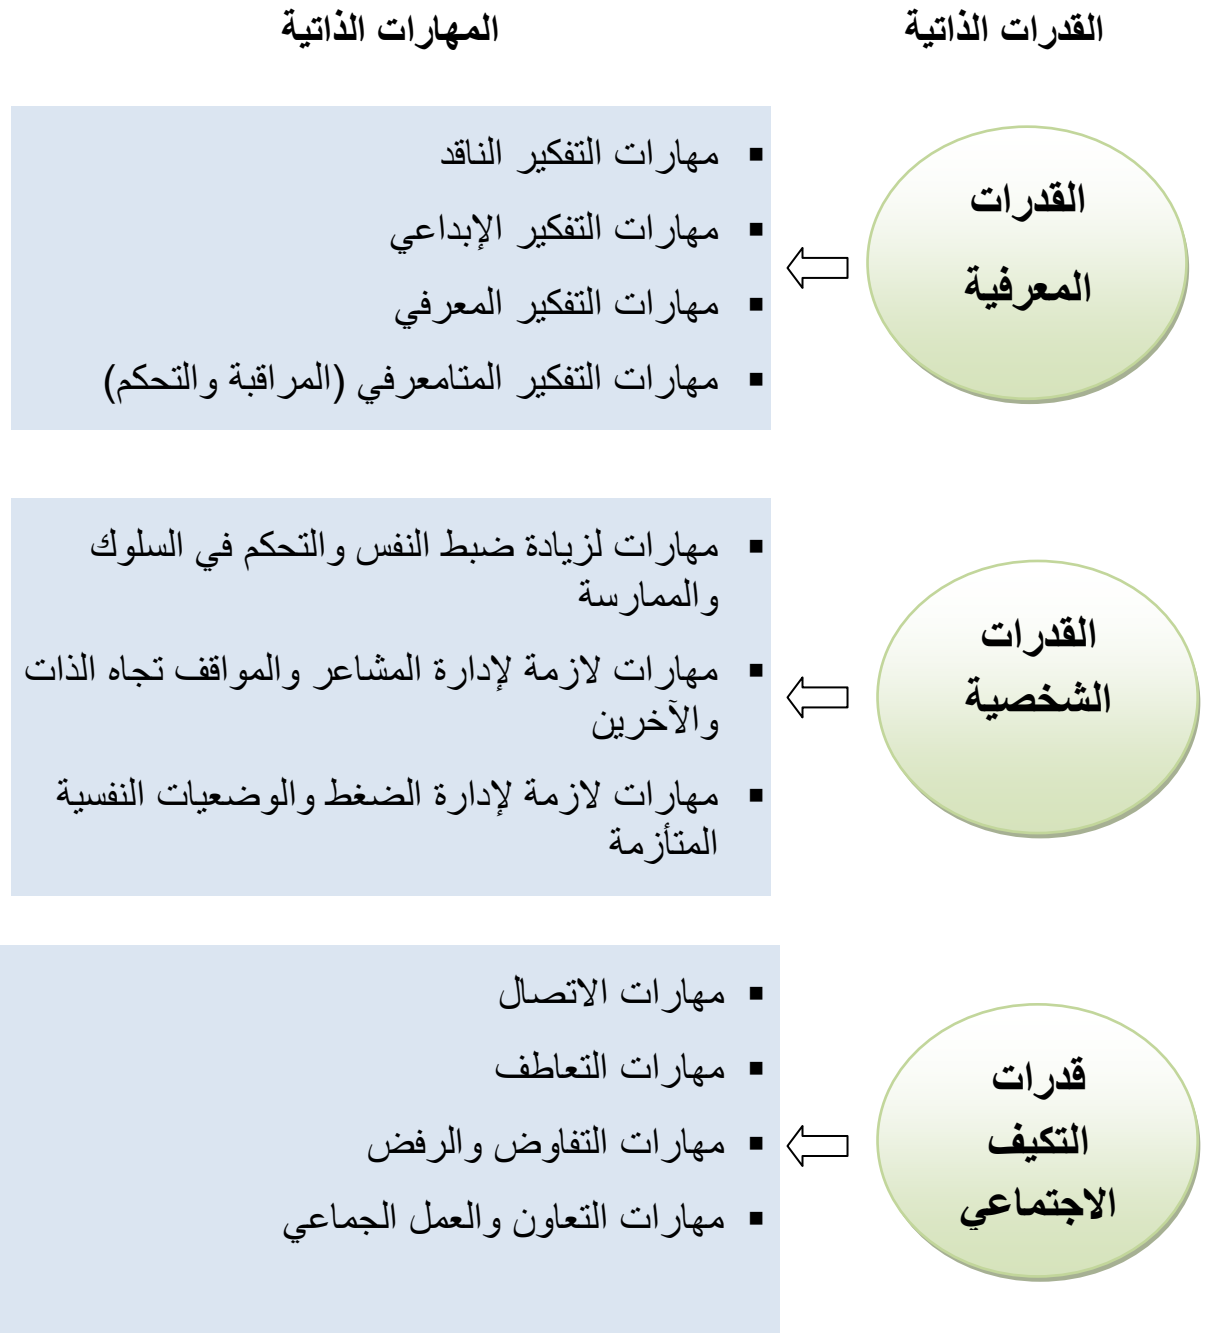 القدرات الذاتية
المهارات الذاتية
القدرات
المعرفية
▪ مهارات التفكير الناقد
▪ مهارات التفكير الإبداعي
▪ مهارات التفكير المعرفي
▪ مهارات التفكير المتامعرفي (المراقبة والتحكم)
القدرات
الشخصية
▪ مهارات لزيادة ضبط النفس والتحكم في السلوك
والممارسة
▪ مهارات لازمة لإدارة المشاعر والمواقف تجاه الذات
والآخرين
▪ مهارات لازمة لإدارة الضغط والوضعيات النفسية
المتأزمة
قدرات
التكيف
الاجتماعي
▪ مهارات الاتصال
▪ مهارات التعاطف
▪ مهارات التفاوض والرفض
▪ مهارات التعاون والعمل الجماعي